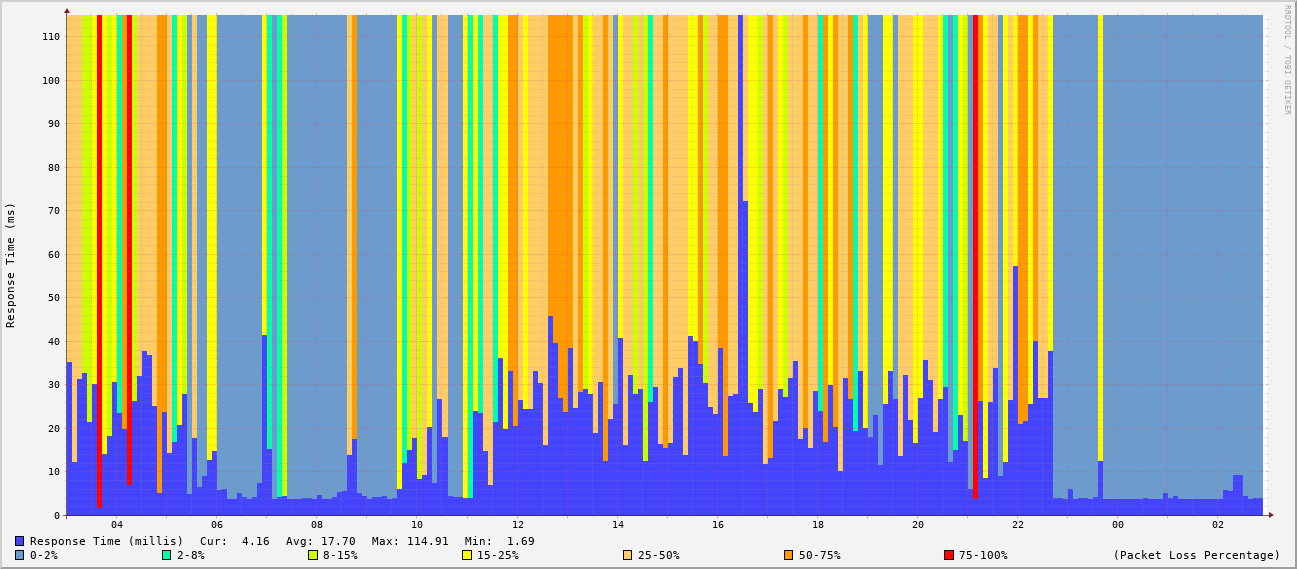 RRDTOOL / TOBI OETIKER
Response Time (ms)
110
100
90
80
70
60
50
40
30
20
10
0
04 06 08 10 12 14 16 18 20 22 00 02
Response Time (millis) Cur: 4.16 Avg: 17.70 Max: 114.91 Min: 1.69
0-2% 2-8% 8-15% 15-25% 25-50% 50-75% 75-100% (Packet Loss Percentage)